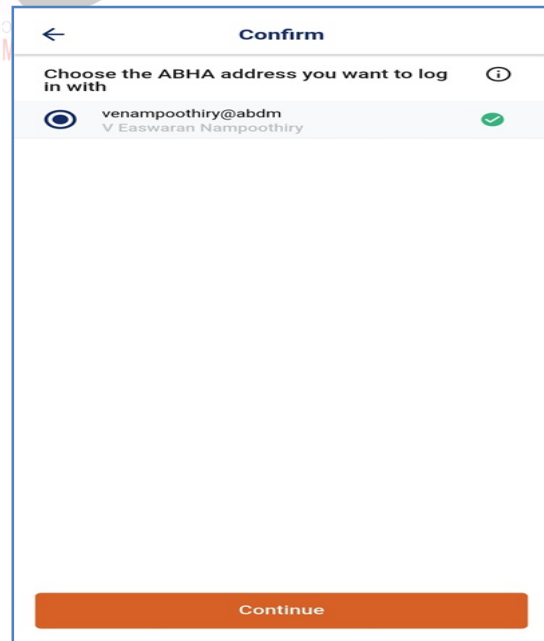 Confirm
Choose the ABHA address you want to log
in with
venampoothiry@abdm
V Easwaran Nampoothiry
Continue